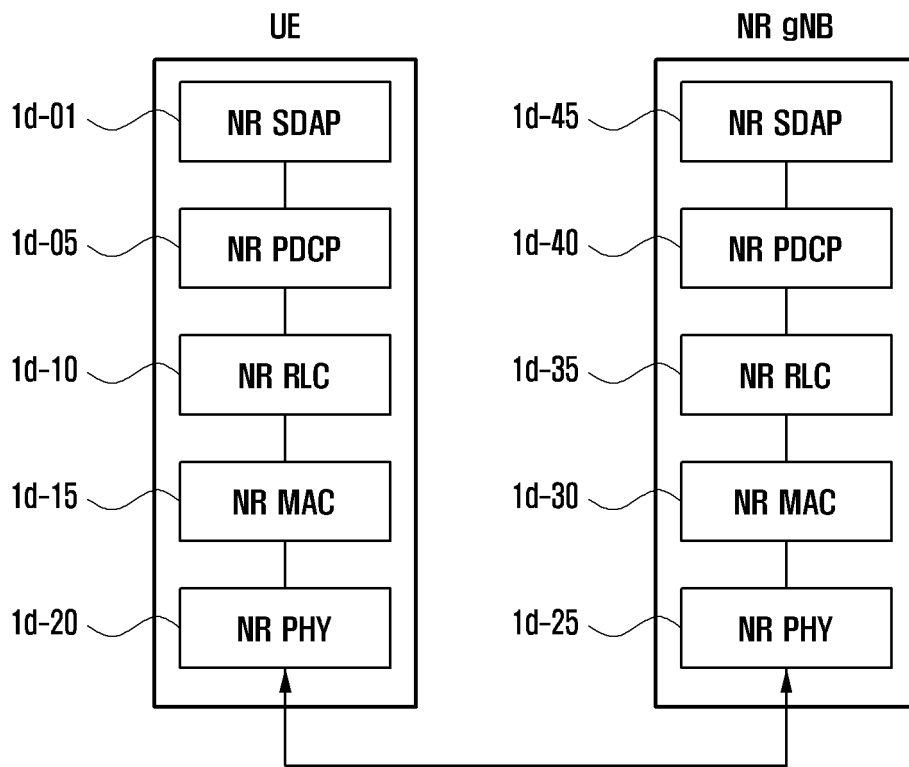 UE NR gNB
1d-01 NR SDAP 1d-45 NR SDAP
1d-05 NR PDCP 1d-40 NR PDCP
1d-10 NR RLC 1d-35 NR RLC
1d-15 NR MAC 1d-30 NR MAC
1d-20 NR PHY 1d-25 NR PHY